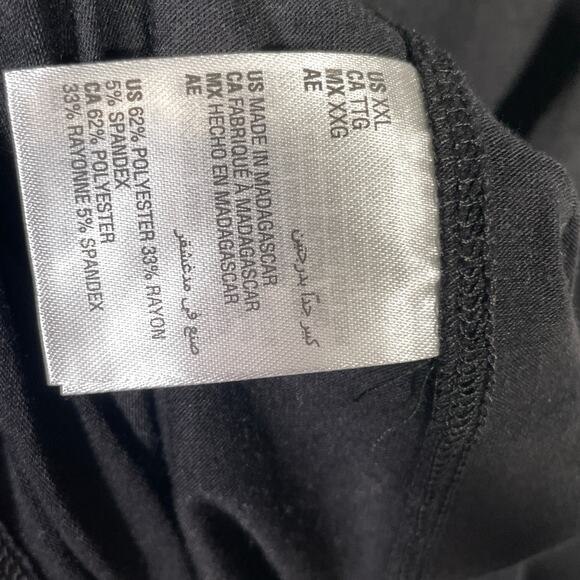 US XXL
CA TTG
MX XXG
AE
كبير جداً بدرجتين
US MADE IN MADAGASCAR
CA FABRIQUÉ À MADAGASCAR
MX HECHO EN MADAGASCAR
AE
صنع في مدغشقر
US 62% POLYESTER 33% RAYON
5% SPANDEX
CA 62% POLYESTER
33% RAYONNE 5% SPANDEX